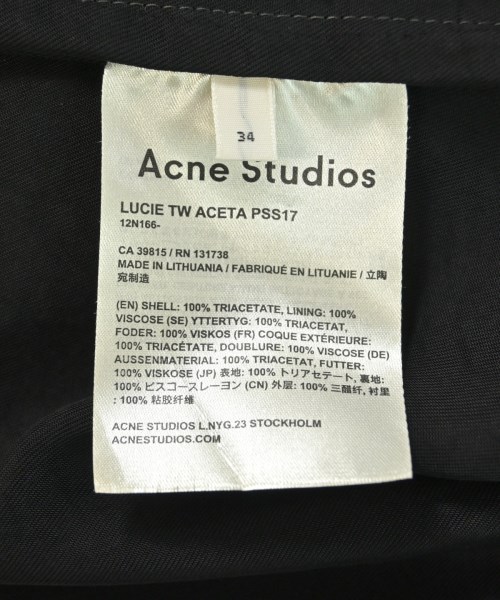 34
Acne Studios
LUCIE TW ACETA PSS17
12N166-
CA 39815 / RN 131738
MADE IN LITHUANIA / FABRIQUÉ EN LITUANIE / 立陶
宛制造
(EN) SHELL: 100% TRIACETATE, LINING: 100%
VISCOSE (SE) YTTERTYG: 100% TRIACETAT,
FODER: 100% VISKOS (FR) COQUE EXTÉRIEURE:
100% TRIACÉTATE, DOUBLURE: 100% VISCOSE (DE)
AUSSENMATERIAL: 100% TRIACETAT, FUTTER:
100% VISKOSE (JP) 表地: 100% トリアセテート, 裏地:
100% ビスコースレーヨン (CN) 外层: 100% 三醋纤, 衬里
: 100% 粘胶纤维
ACNE STUDIOS L.NYG.23 STOCKHOLM
ACNESTUDIOS.COM